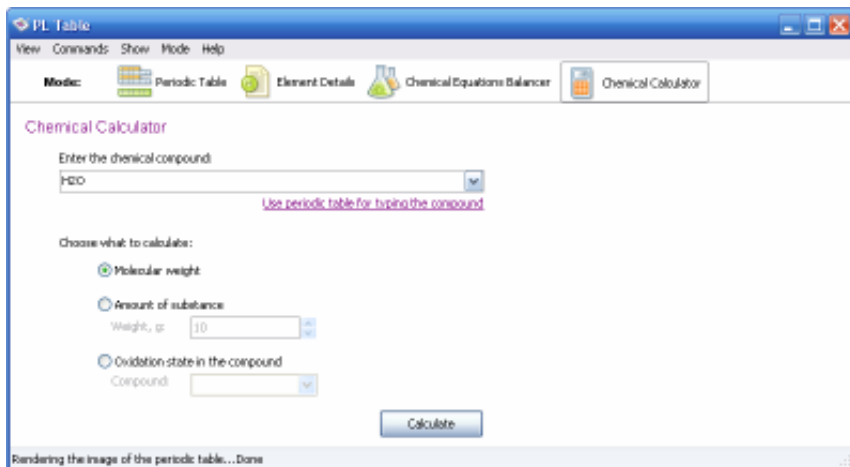 PL Table
View Commands Show Mode Help
Mode: Periodic Table Element Details Chemical Equations Balancer Chemical Calculator
Chemical Calculator
Enter the chemical compound:
H2O
Use periodic table for typing the compound
Choose what to calculate:
Molecular weight
Amount of substance
Weight, g: 10
Oxidation state in the compound
Compound:
Calculate
Rendering the image of the periodic table...Done